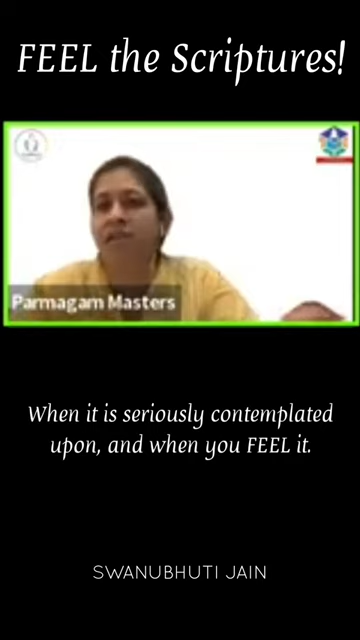 FEEL the Scriptures!
Parmagam Masters
When it is seriously contemplated
upon, and when you FEEL it.
SWANUBHUTI JAIN